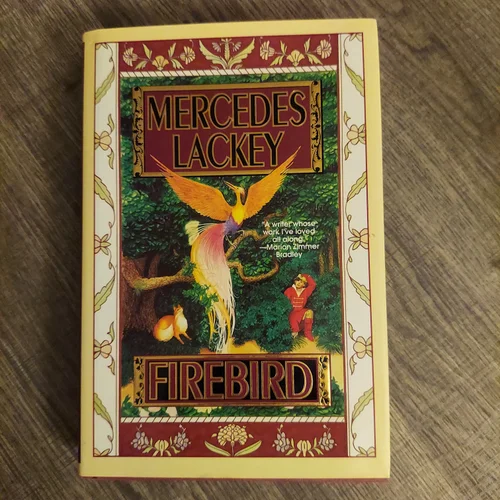 MERCEDES
LACKEY
"A writer whose
work I've loved
all along."
—Marion Zimmer
Bradley
FIREBIRD